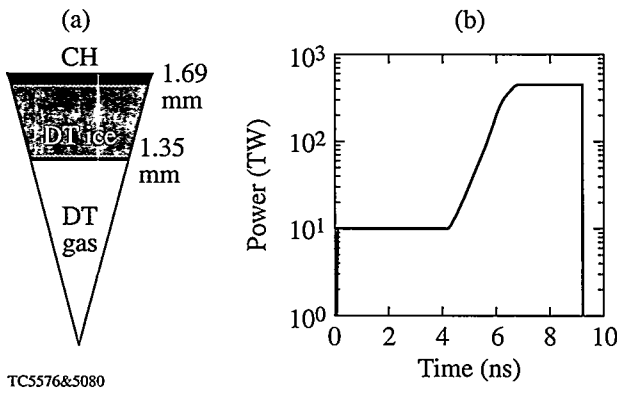 (a)
CH
1.69
mm
DT ice
1.35
mm
DT
gas
TC5576&5080
(b)
Power (TW)
10³
10²
10¹
10⁰
0 2 4 6 8 10
Time (ns)